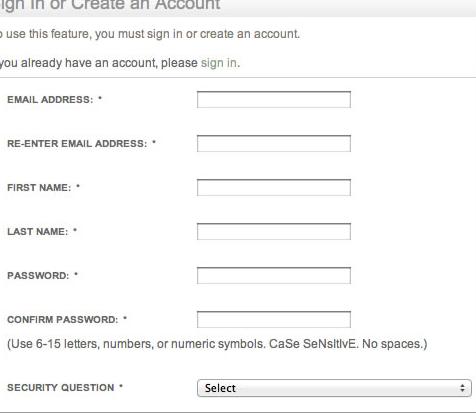 Sign In or Create an Account
o use this feature, you must sign in or create an account.
you already have an account, please sign in.
EMAIL ADDRESS: *
RE-ENTER EMAIL ADDRESS: *
FIRST NAME: *
LAST NAME: *
PASSWORD: *
CONFIRM PASSWORD: *
(Use 6-15 letters, numbers, or numeric symbols. CaSe SeNsItIvE. No spaces.)
SECURITY QUESTION *
Select